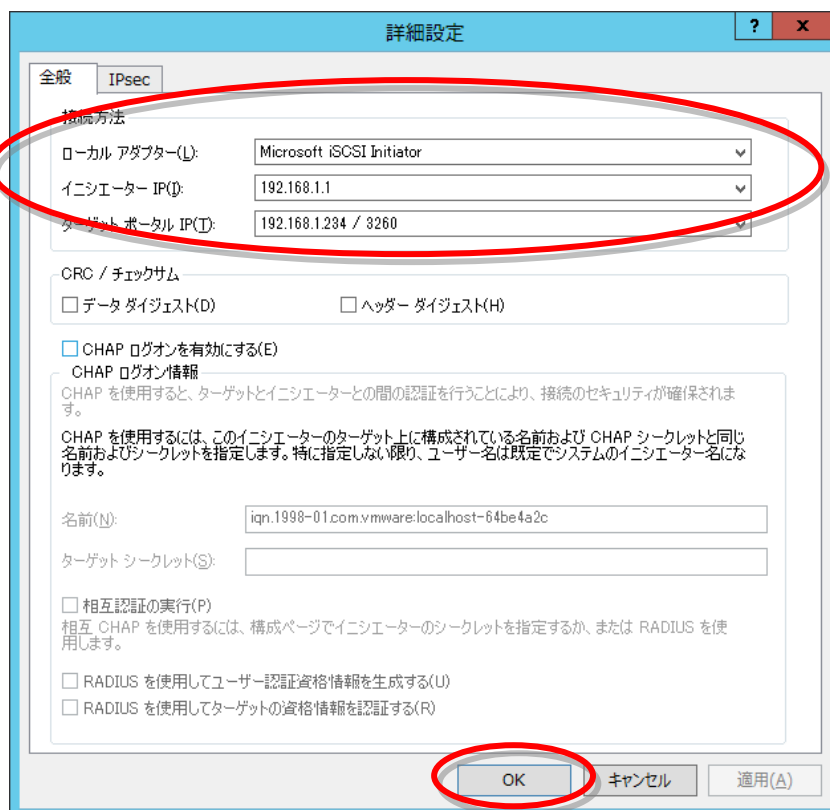 詳細設定
?
x
全般
IPsec
接続方法
ローカル アダプター(L):
Microsoft iSCSI Initiator
イニシエーター IP(I):
192.168.1.1
ターゲット ポータル IP(T):
192.168.1.234 / 3260
CRC / チェックサム
データ ダイジェスト(D)
ヘッダー ダイジェスト(H)
CHAP ログオンを有効にする(E)
CHAP ログオン情報
CHAP を使用すると、ターゲットとイニシエーターとの間の認証を行うことにより、接続のセキュリティが確保されま
す。
CHAP を使用するには、このイニシエーターのターゲット上に構成されている名前および CHAP シークレットと同じ
名前およびシークレットを指定します。特に指定しない限り、ユーザー名は既定でシステムのイニシエーター名にな
ります。
名前(N):
iqn.1998-01.com.vmware:localhost-64be4a2c
ターゲット シークレット(S):
相互認証の実行(P)
相互 CHAP を使用するには、構成ページでイニシエーターのシークレットを指定するか、または RADIUS を使
用します。
RADIUS を使用してユーザー認証資格情報を生成する(U)
RADIUS を使用してターゲットの資格情報を認証する(R)
OK
キャンセル
適用(A)